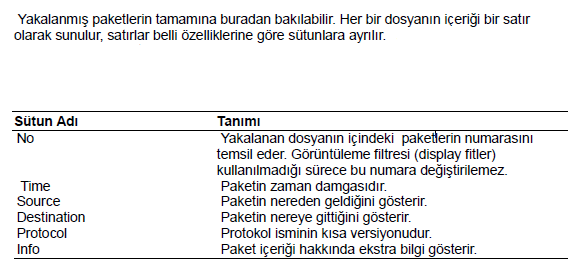 Yakalanmış paketlerin tamamına buradan bakılabilir. Her bir dosyanın içeriği bir satır
olarak sunulur, satırlar belli özelliklerine göre sütunlara ayrılır.
Sütun Adı Tanımı
No Yakalanan dosyanın içindeki paketlerin numarasını
temsil eder. Görüntüleme filtresi (display fitler)
kullanılmadığı sürece bu numara değiştirilemez.
Time Paketin zaman damgasıdır.
Source Paketin nereden geldiğini gösterir.
Destination Paketin nereye gittiğini gösterir.
Protocol Protokol isminin kısa versiyonudur.
Info Paket içeriği hakkında ekstra bilgi gösterir.